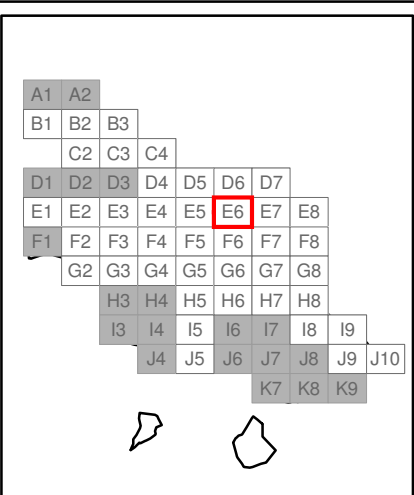 A1 A2
B1 B2 B3
C2 C3 C4
D1 D2 D3 D4 D5 D6 D7
E1 E2 E3 E4 E5 E6 E7 E8
F1 F2 F3 F4 F5 F6 F7 F8
G2 G3 G4 G5 G6 G7 G8
H3 H4 H5 H6 H7 H8
I3 I4 I5 I6 I7 I8 I9
J4 J5 J6 J7 J8 J9 J10
K7 K8 K9